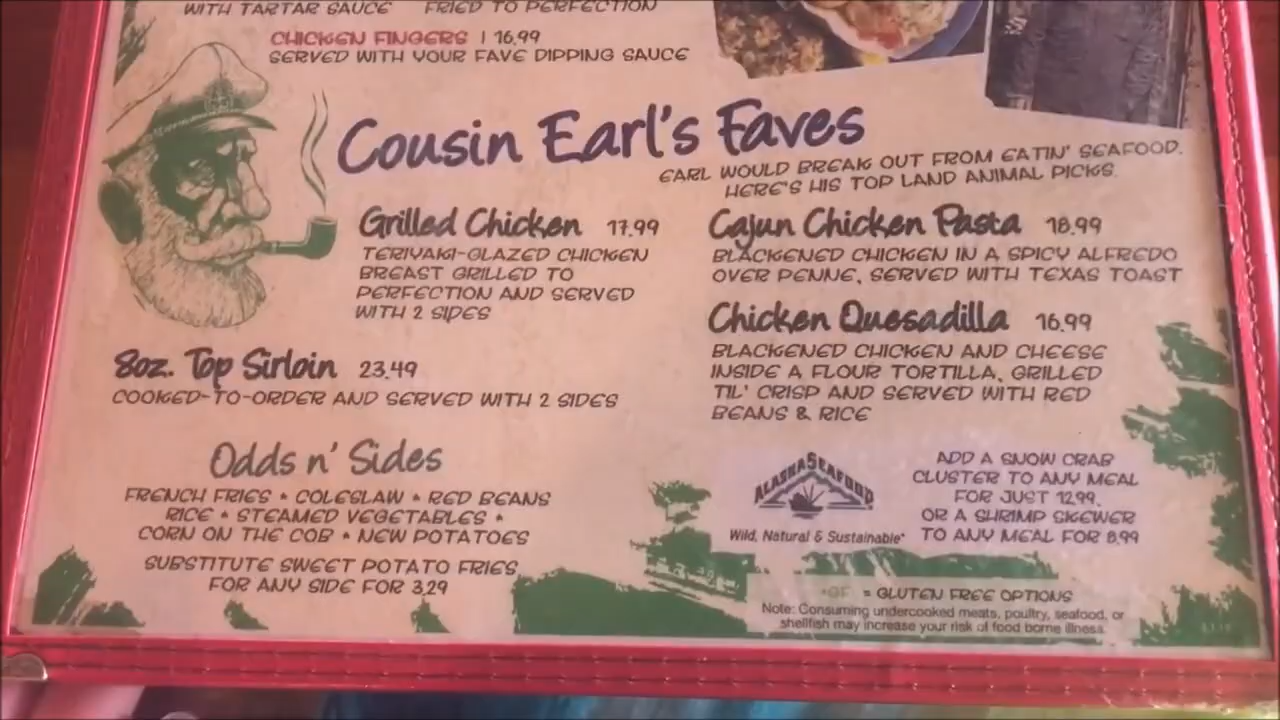 WITH TARTAR SAUCE FRIED TO PERFECTION
CHICKEN FINGERS | 16.99
SERVED WITH YOUR FAVE DIPPING SAUCE
Cousin Earl's Faves
EARL WOULD BREAK OUT FROM EATIN' SEAFOOD.
HERE'S HIS TOP LAND ANIMAL PICKS.
Grilled Chicken 17.99
TERIYAKI-GLAZED CHICKEN
BREAST GRILLED TO
PERFECTION AND SERVED
WITH 2 SIDES
8oz. Top Sirloin 23.49
COOKED-TO-ORDER AND SERVED WITH 2 SIDES
Cajun Chicken Pasta 18.99
BLACKENED CHICKEN IN A SPICY ALFREDO
OVER PENNE, SERVED WITH TEXAS TOAST
Chicken Quesadilla 16.99
BLACKENED CHICKEN AND CHEESE
INSIDE A FLOUR TORTILLA, GRILLED
TIL' CRISP AND SERVED WITH RED
BEANS & RICE
Odds n' Sides
FRENCH FRIES * COLESLAW * RED BEANS
RICE * STEAMED VEGETABLES *
CORN ON THE COB * NEW POTATOES
SUBSTITUTE SWEET POTATO FRIES
FOR ANY SIDE FOR 3.29
ALASKA SEAFOOD
Wild, Natural & Sustainable*
ADD A SNOW CRAB
CLUSTER TO ANY MEAL
FOR JUST 12.99.
OR A SHRIMP SKEWER
TO ANY MEAL FOR 8.99
*GF = GLUTEN FREE OPTIONS
Note: Consuming undercooked meats, poultry, seafood, or
shellfish may increase your risk of food borne illness.